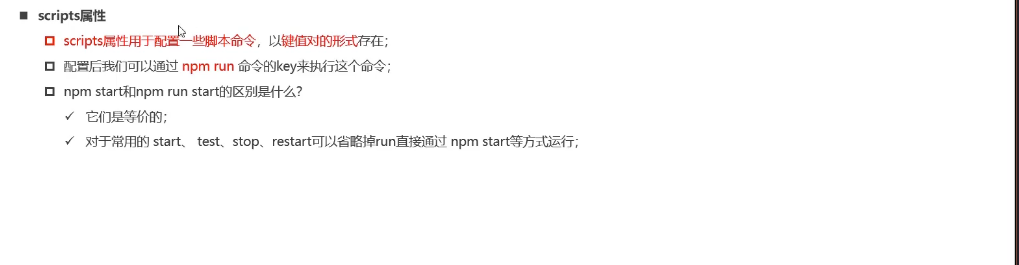 scripts属性
scripts属性用于配置一些脚本命令，以键值对的形式存在；
配置后我们可以通过 npm run 命令的key来执行这个命令；
npm start和npm run start的区别是什么？
它们是等价的；
对于常用的 start、 test、stop、restart可以省略掉run直接通过 npm start等方式运行；